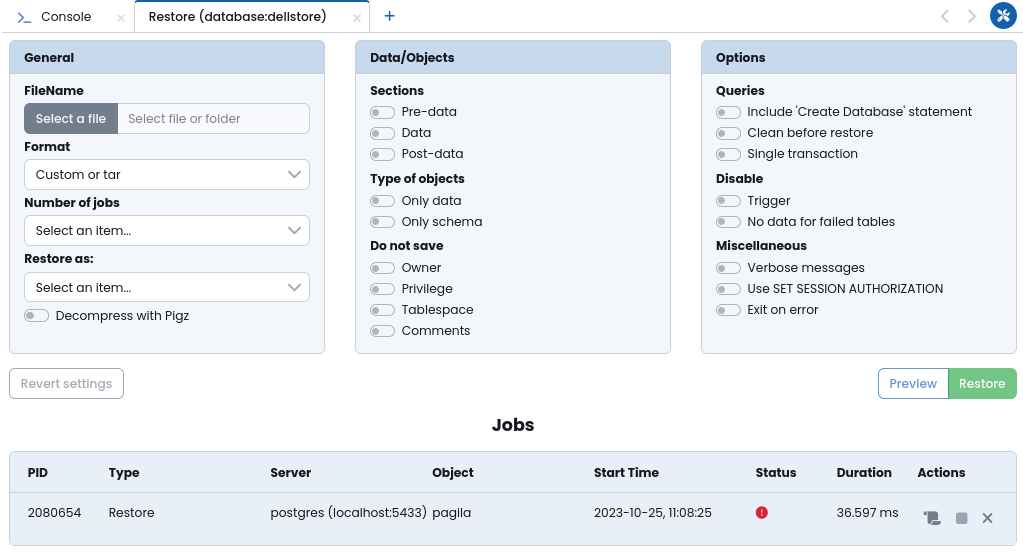 Console
Restore (database:dellstore)
General
FileName
Select a file
Select file or folder
Format
Custom or tar
Number of jobs
Select an item...
Restore as:
Select an item...
Decompress with Pigz
Data/Objects
Sections
Pre-data
Data
Post-data
Type of objects
Only data
Only schema
Do not save
Owner
Privilege
Tablespace
Comments
Options
Queries
Include 'Create Database' statement
Clean before restore
Single transaction
Disable
Trigger
No data for failed tables
Miscellaneous
Verbose messages
Use SET SESSION AUTHORIZATION
Exit on error
Revert settings
Preview
Restore
Jobs
PID Type Server Object Start Time Status Duration Actions
2080654 Restore postgres (localhost:5433) pagila 2023-10-25, 11:08:25 36.597 ms